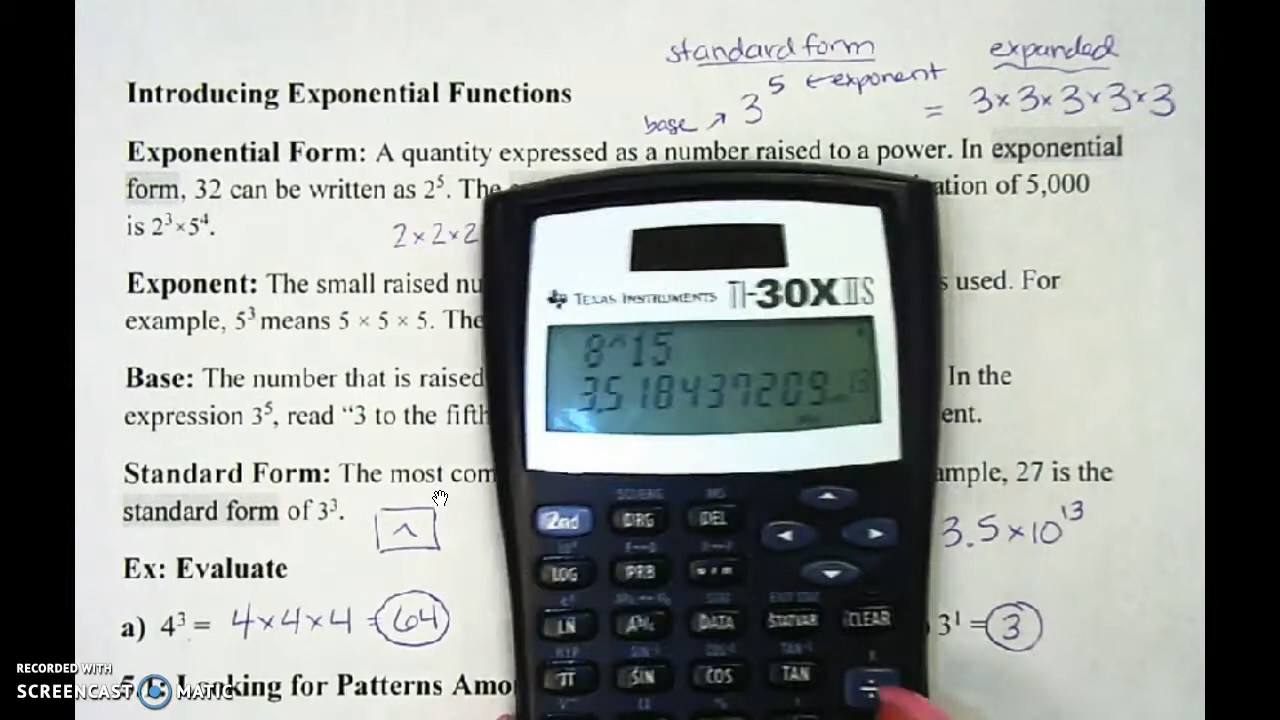 standard form expanded
Introducing Exponential Functions
base → 3⁵ ← exponent = 3×3×3×3×3
Exponential Form: A quantity expressed as a number raised to a power. In exponential
form, 32 can be written as 2⁵. The
ation of 5,000
is 2³×5⁴.
2×2×2
Exponent: The small raised nu
s used. For
example, 5³ means 5 × 5 × 5. The
Base: The number that is raised
In the
expression 3⁵, read “3 to the fifth
ent.
Standard Form: The most com
ample, 27 is the
standard form of 3³.
^
3.5×10¹³
Ex: Evaluate
a) 4³ = 4×4×4 = 64
3¹ = 3
5.1: Looking for Patterns Amo
TEXAS INSTRUMENTS TI-30X IIS
8^15
3.518437209 13
2nd DRG DEL
LOG PRB
LN DATA STATVAR CLEAR
π SIN COS TAN ÷
RECORDED WITH
SCREENCAST MATIC